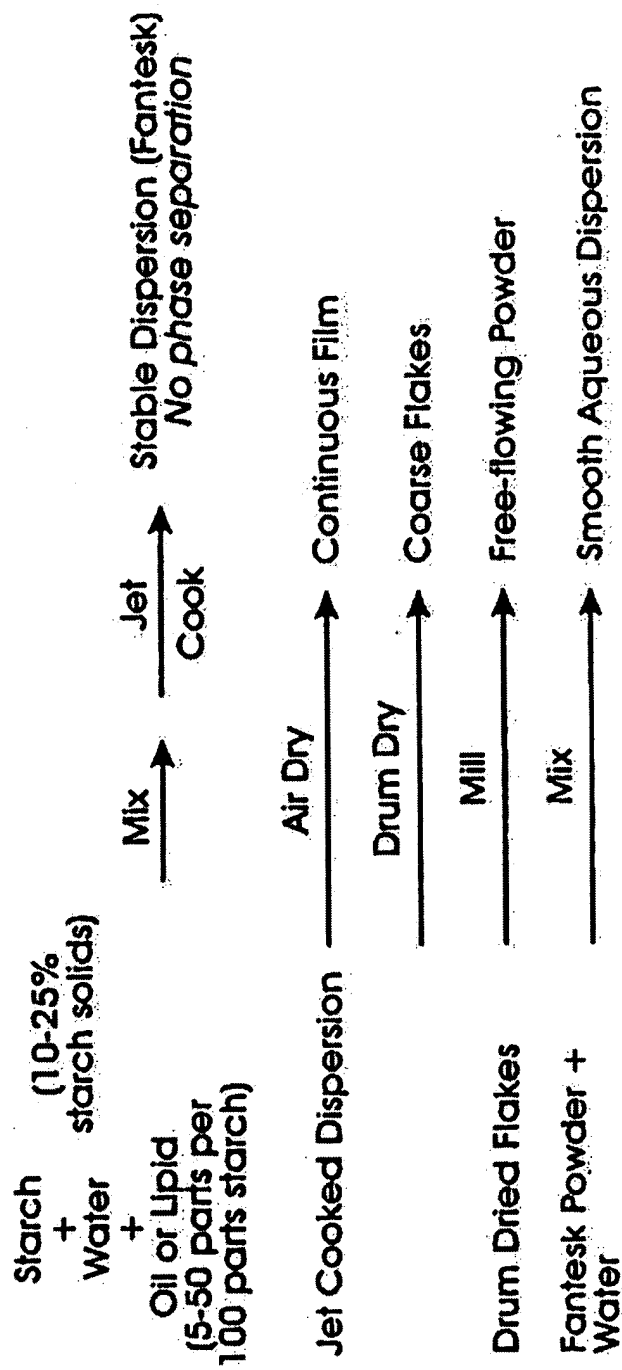 Starch
+
Water
+
Oil or Lipid
(5-50 parts per
100 parts starch)
(10-25%
starch solids)
Mix
Jet
Cook
Stable Dispersion (Fantesk)
No phase separation
Jet Cooked Dispersion
Air Dry
Continuous Film
Drum Dry
Coarse Flakes
Drum Dried Flakes
Mill
Free-flowing Powder
Fantesk Powder +
Water
Mix
Smooth Aqueous Dispersion